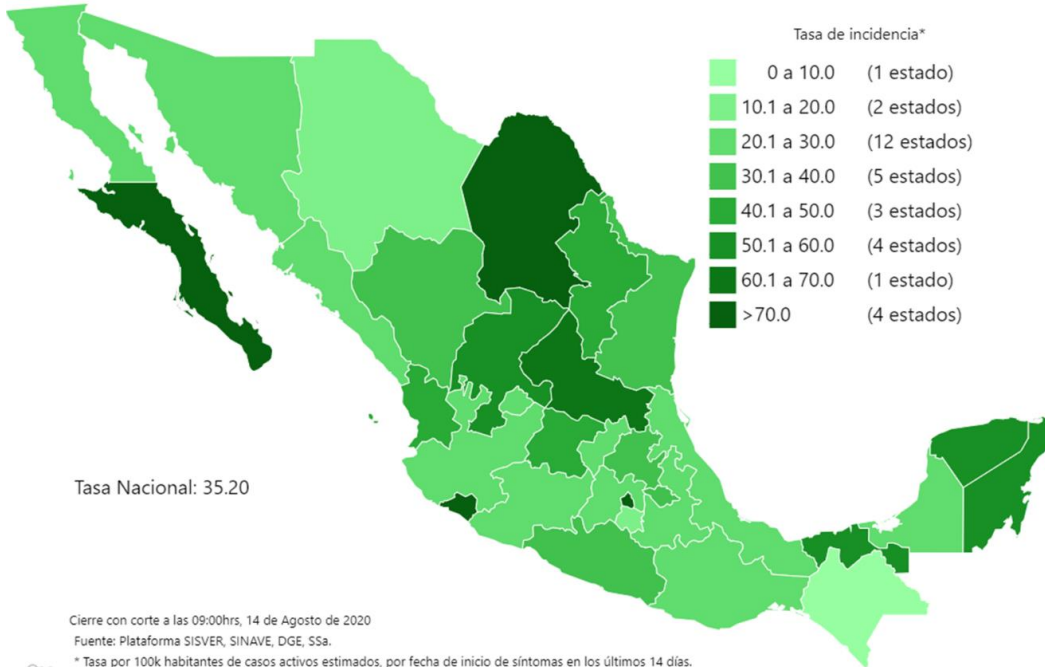 Tasa de incidencia*
0 a 10.0 (1 estado)
10.1 a 20.0 (2 estados)
20.1 a 30.0 (12 estados)
30.1 a 40.0 (5 estados)
40.1 a 50.0 (3 estados)
50.1 a 60.0 (4 estados)
60.1 a 70.0 (1 estado)
>70.0 (4 estados)
Tasa Nacional: 35.20
Cierre con corte a las 09:00hrs, 14 de Agosto de 2020
Fuente: Plataforma SISVER, SINAVE, DGE, SSa.
* Tasa por 100k habitantes de casos activos estimados, por fecha de inicio de síntomas en los últimos 14 días.